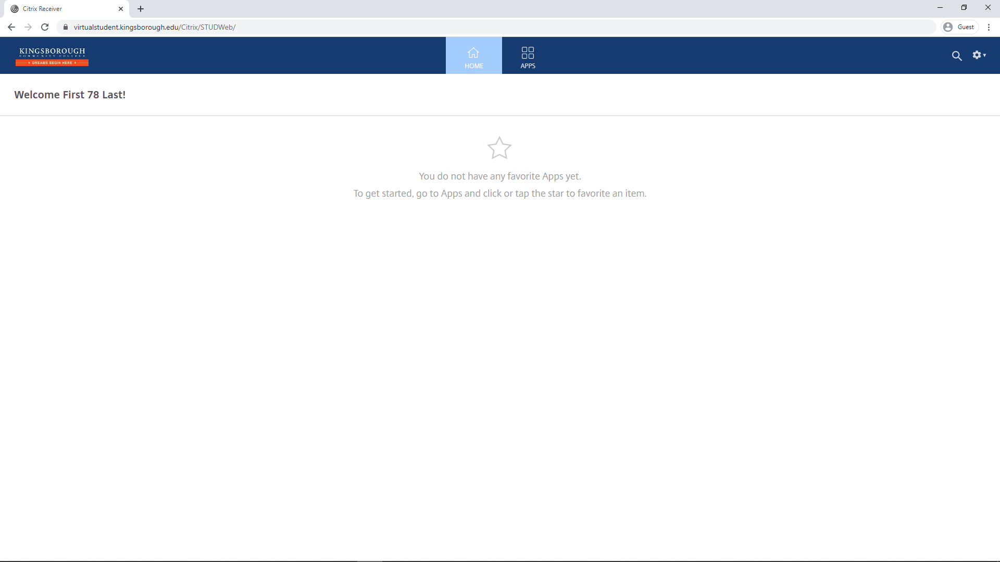 Citrix Receiver
virtualstudent.kingsborough.edu/Citrix/STUDWeb/
Guest
KINGSBOROUGH
COMMUNITY COLLEGE
DREAMS BEGIN HERE
HOME
APPS
Welcome First 78 Last!
You do not have any favorite Apps yet.
To get started, go to Apps and click or tap the star to favorite an item.